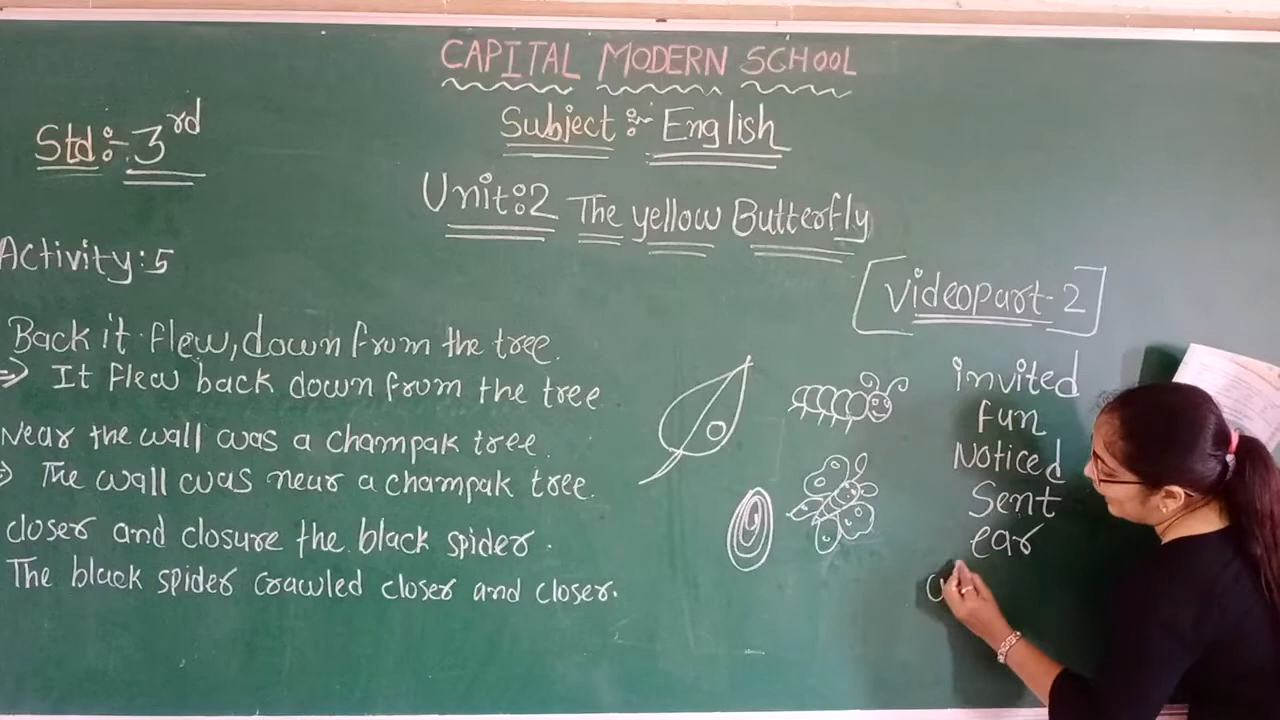 CAPITAL MODERN SCHOOL
Std:- 3rd
Subject :- English
Unit:2 The yellow Butterfly
Activity:5
Videopart-2
Back it flew, down from the tree.
⇒ It flew back down from the tree
Near the wall was a champak tree.
⇒ The wall was near a champak tree.
closer and closure the black spider.
The black spider crawled closer and closer.
invited
fun
Noticed
Sent
ear